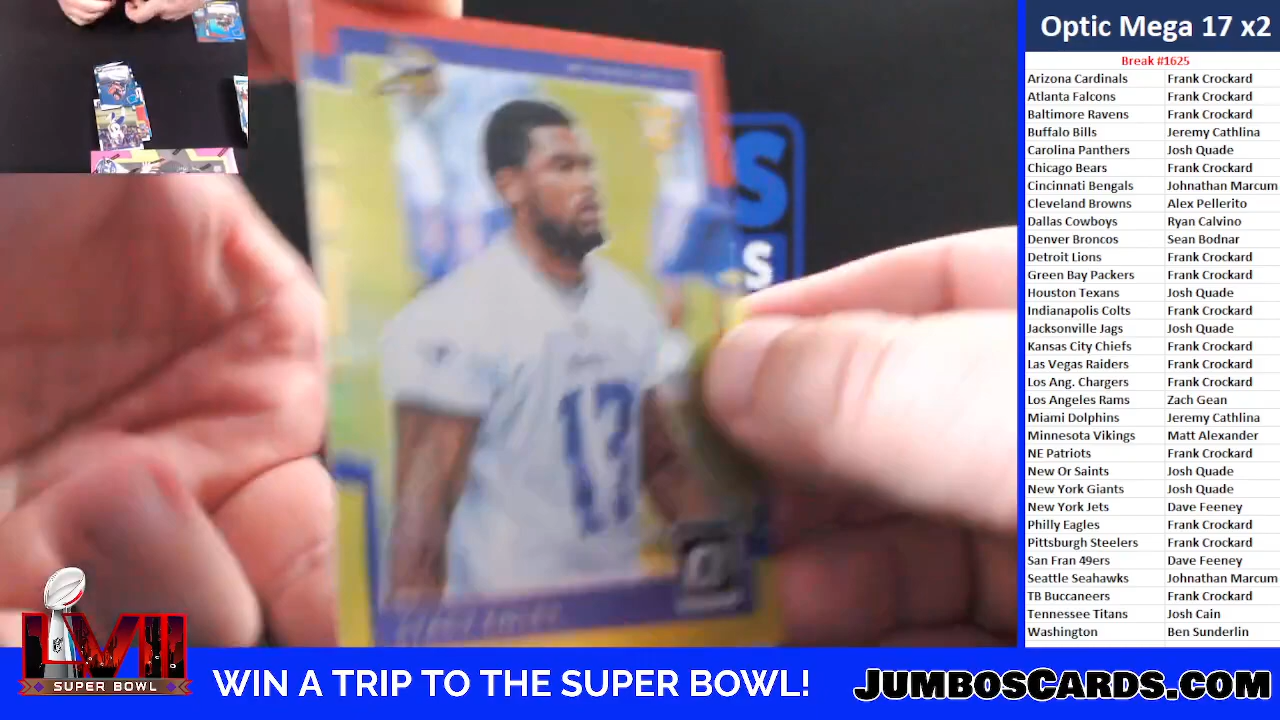 Optic Mega 17 x2
Break #1625
Arizona Cardinals Frank Crockard
Atlanta Falcons Frank Crockard
Baltimore Ravens Frank Crockard
Buffalo Bills Jeremy Cathlina
Carolina Panthers Josh Quade
Chicago Bears Frank Crockard
Cincinnati Bengals Johnathan Marcum
Cleveland Browns Alex Pellerito
Dallas Cowboys Ryan Calvino
Denver Broncos Sean Bodnar
Detroit Lions Frank Crockard
Green Bay Packers Frank Crockard
Houston Texans Josh Quade
Indianapolis Colts Frank Crockard
Jacksonville Jags Josh Quade
Kansas City Chiefs Frank Crockard
Las Vegas Raiders Frank Crockard
Los Ang. Chargers Frank Crockard
Los Angeles Rams Zach Gean
Miami Dolphins Jeremy Cathlina
Minnesota Vikings Matt Alexander
NE Patriots Frank Crockard
New Or Saints Josh Quade
New York Giants Josh Quade
New York Jets Dave Feeney
Philly Eagles Frank Crockard
Pittsburgh Steelers Frank Crockard
San Fran 49ers Dave Feeney
Seattle Seahawks Johnathan Marcum
TB Buccaneers Frank Crockard
Tennessee Titans Josh Cain
Washington Ben Sunderlin
S
S
13
LVII
SUPER BOWL
WIN A TRIP TO THE SUPER BOWL!
JUMBOSCARDS.COM